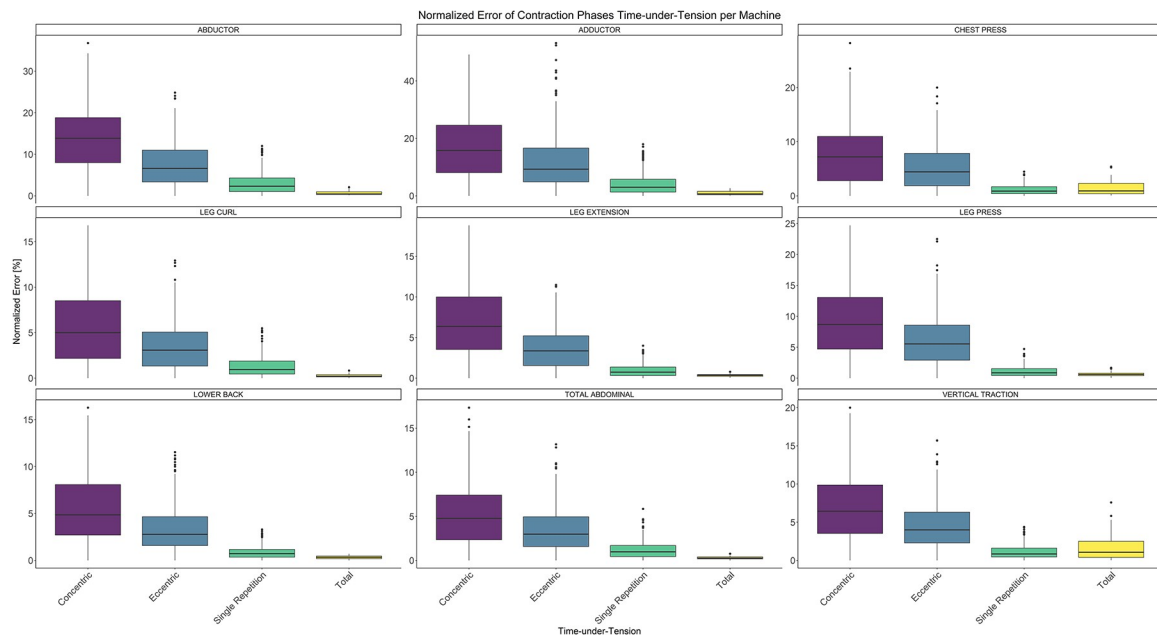 Normalized Error of Contraction Phases Time-under-Tension per Machine
ABDUCTOR
ADDUCTOR
CHEST PRESS
30
20
10
0
40
20
0
20
10
0
LEG CURL
LEG EXTENSION
LEG PRESS
Normalized Error [%]
15
10
5
0
15
10
5
0
25
20
15
10
5
0
LOWER BACK
TOTAL ABDOMINAL
VERTICAL TRACTION
15
10
5
0
15
10
5
0
20
15
10
5
0
Concentric
Eccentric
Single Repetition
Total
Concentric
Eccentric
Single Repetition
Total
Concentric
Eccentric
Single Repetition
Total
Time-under-Tension